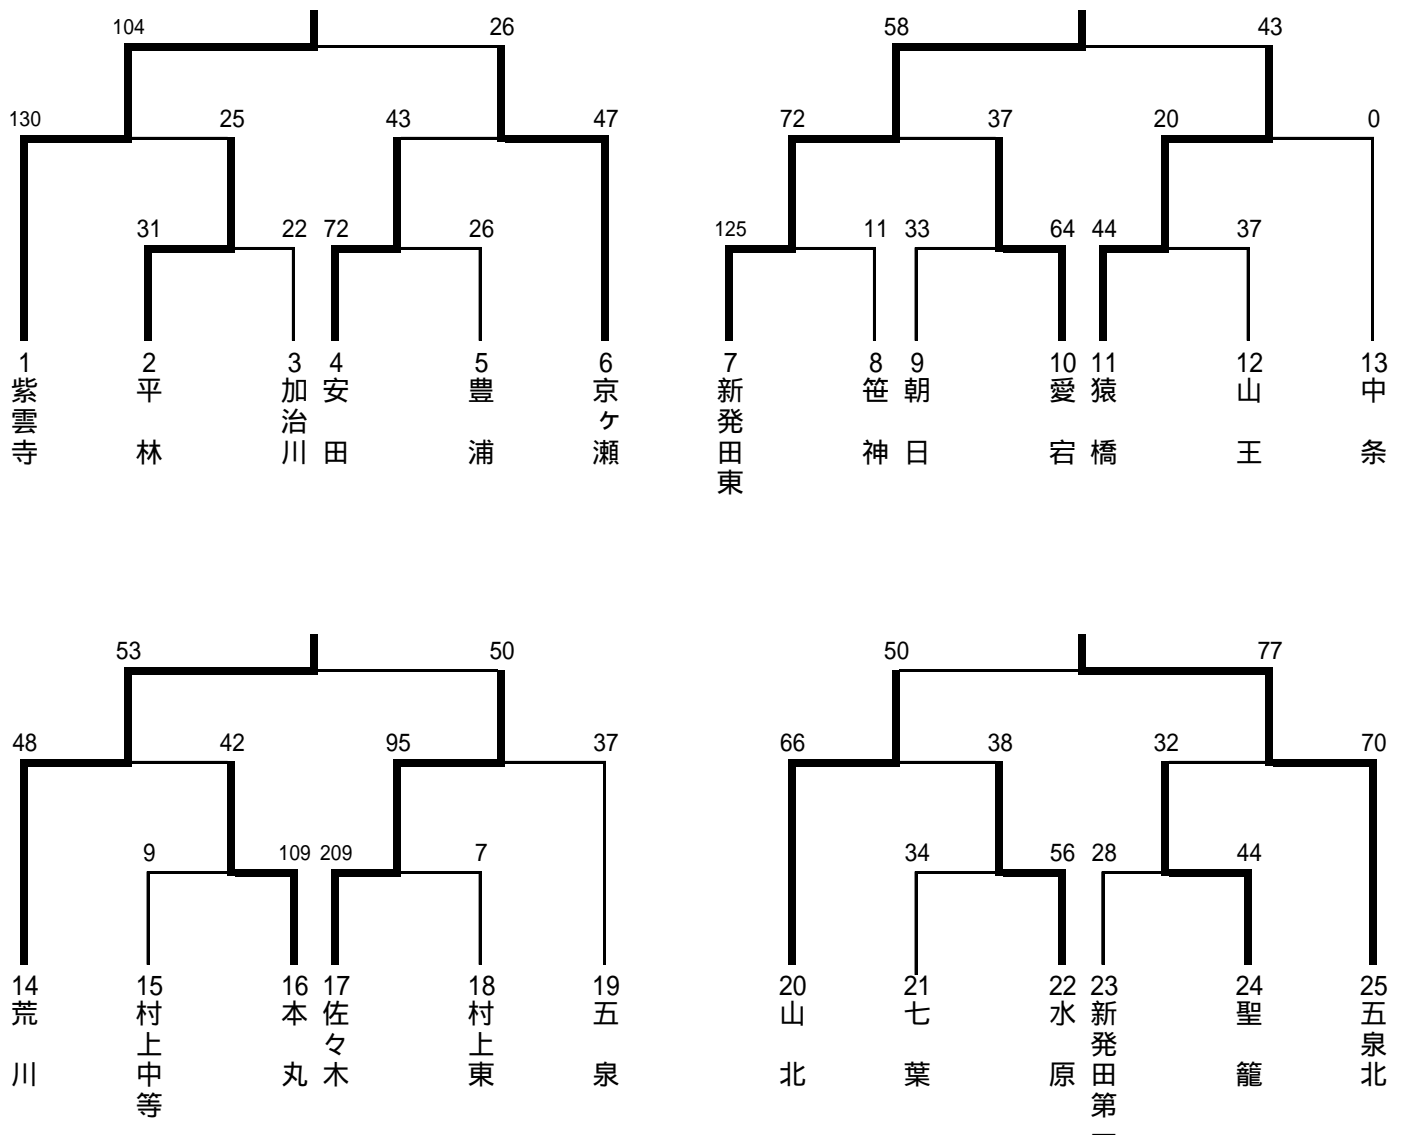 104 26 58 43
130 25 43 47 72 37 20 0
31 22 72 26 125 11 33 64 44 37
1 2 3 4 5 6 7 8 9 10 11 12 13
紫雲寺
平林
加治川
安田
豊浦
京ヶ瀬
新発田東
笹神
朝日
愛宕
猿橋
山王
中条
53 50 50 77
48 42 95 37 66 38 32 70
9 109 209 7 34 56 28 44
14 15 16 17 18 19 20 21 22 23 24 25
荒川
村上中等
本丸
佐々木
村上東
五泉
山北
七葉
水原
新発田第
聖籠
五泉北